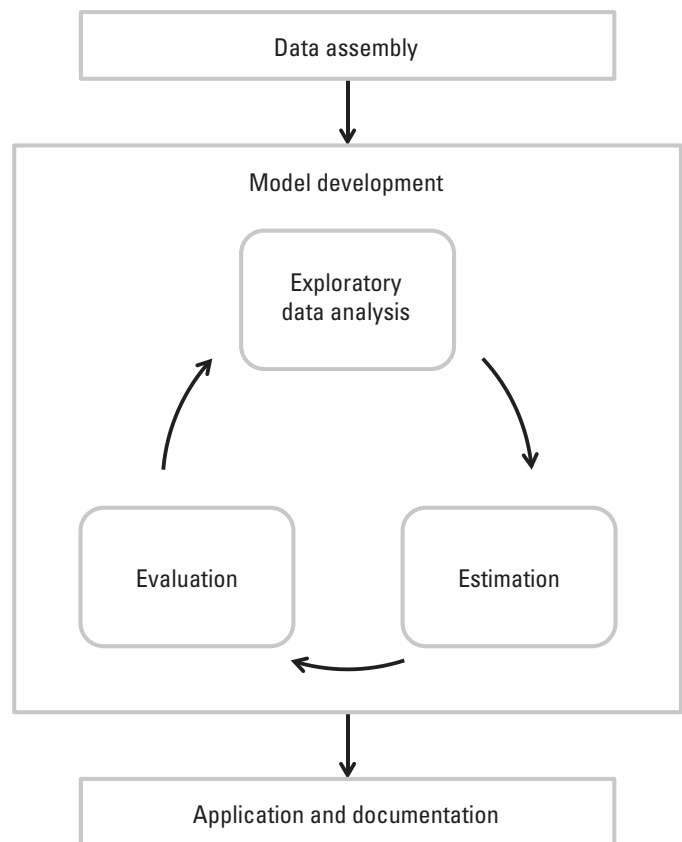 Data assembly
Model development
Exploratory
data analysis
Evaluation
Estimation
Application and documentation